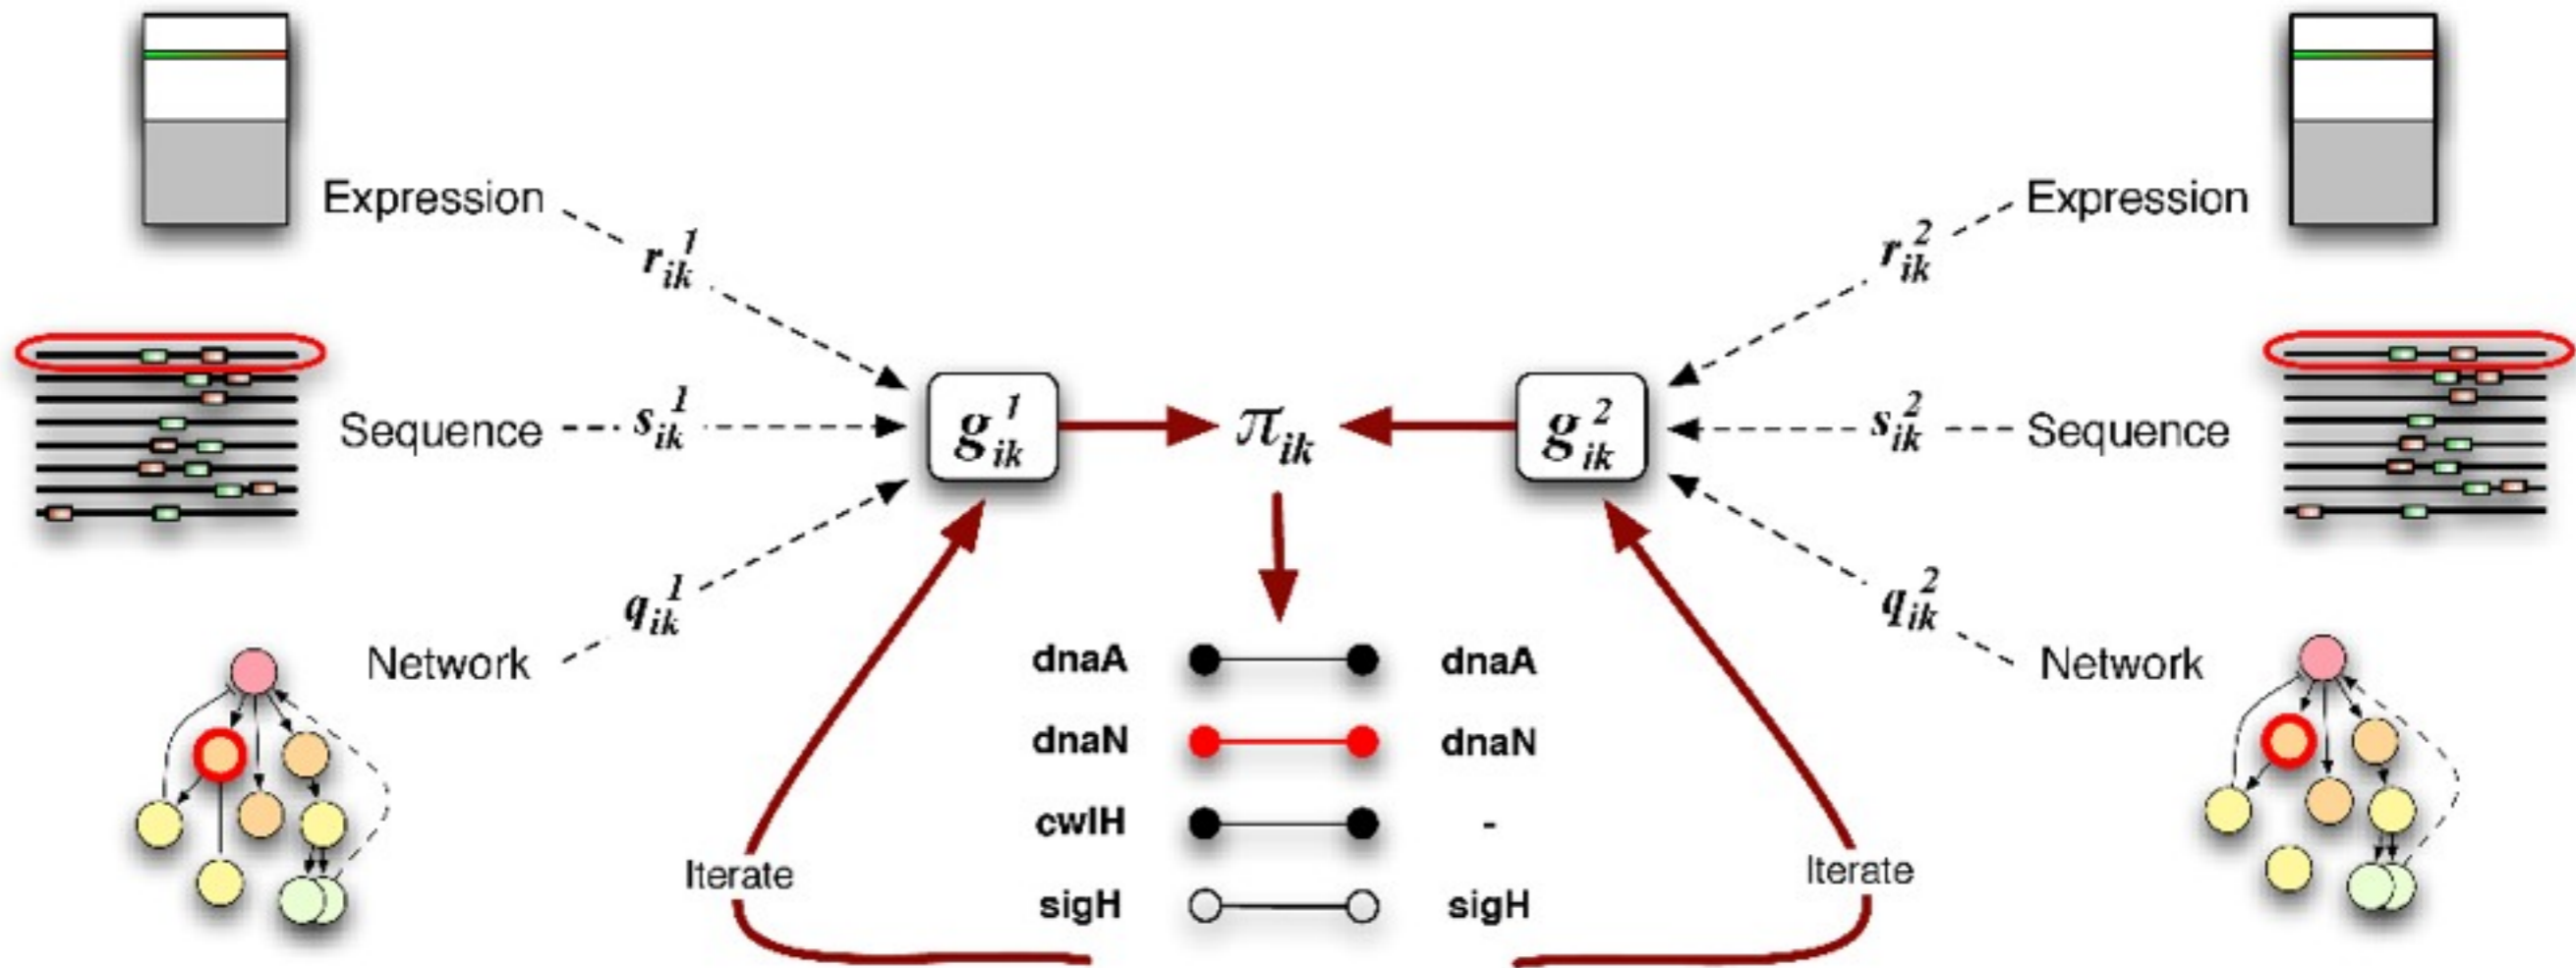 Expression
r_ik^1
Sequence
s_ik^1
Network
q_ik^1
g_ik^1
π_ik
g_ik^2
Expression
r_ik^2
Sequence
s_ik^2
Network
q_ik^2
dnaA dnaA
dnaN dnaN
cwlH -
sigH sigH
Iterate
Iterate